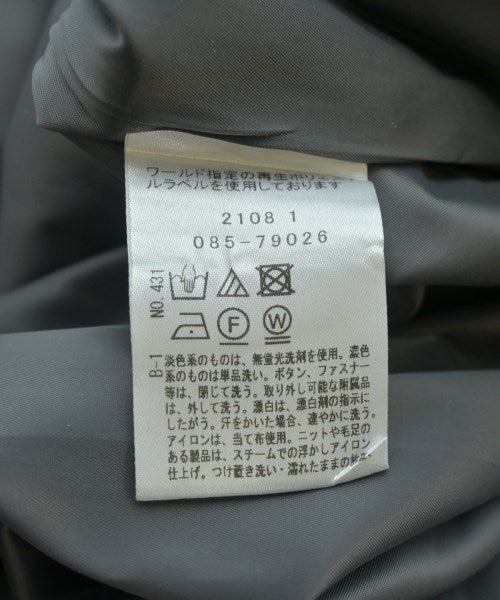 ワールド指定の再生ポリエ
ルラベルを使用しております
2108 1
085-79026
NO. 431
F
W
B-1
淡色系のものは、無蛍光洗剤を使用。濃色
系のものは単品洗い。ボタン、ファスナー
等は、閉じて洗う。取り外し可能な附属品
は、外して洗う。漂白は、漂白剤の指示に
したがう。汗をかいた場合、速やかに洗う。
アイロンは、当て布使用。ニットや毛足の
ある製品は、スチームでの浮かしアイロン
仕上げ。つけ置き洗い・濡れたままの